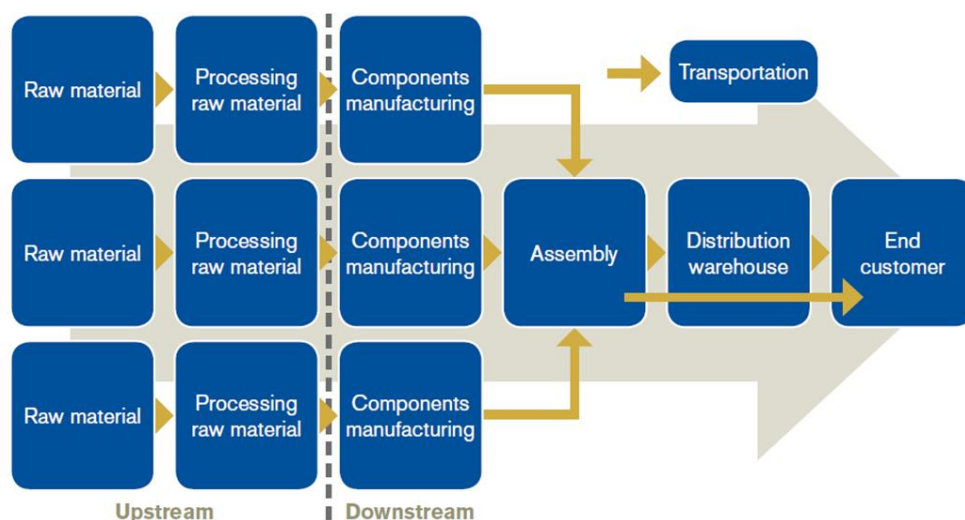 Raw material
Processing
raw material
Components
manufacturing
Transportation
Raw material
Processing
raw material
Components
manufacturing
Assembly
Distribution
warehouse
End
customer
Raw material
Processing
raw material
Components
manufacturing
Upstream
Downstream